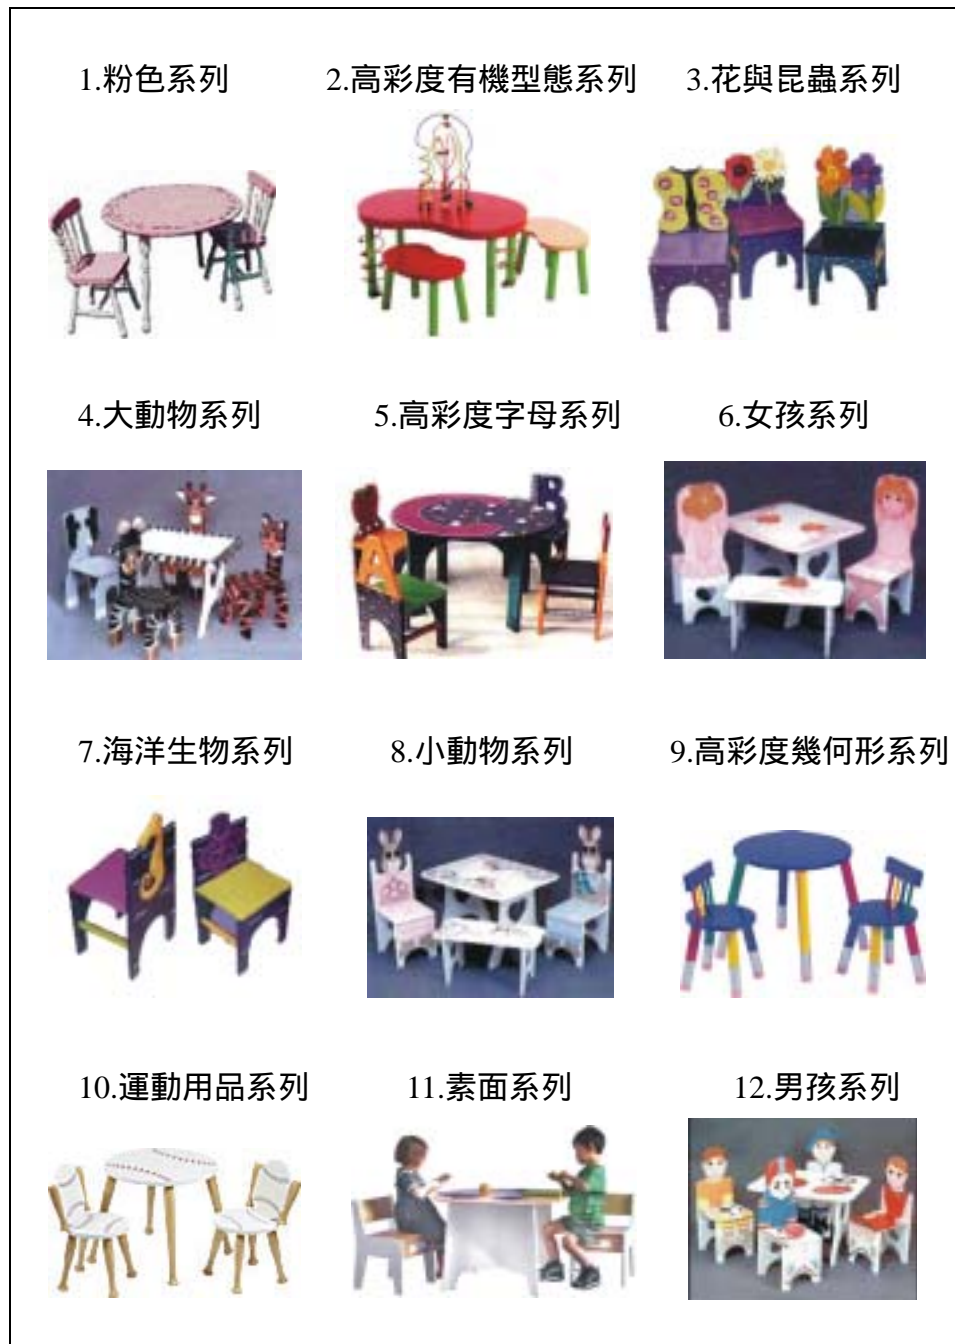 1.粉色系列 2.高彩度有機型態系列 3.花與昆蟲系列
4.大動物系列 5.高彩度字母系列 6.女孩系列
7.海洋生物系列 8.小動物系列 9.高彩度幾何形系列
10.運動用品系列 11.素面系列 12.男孩系列